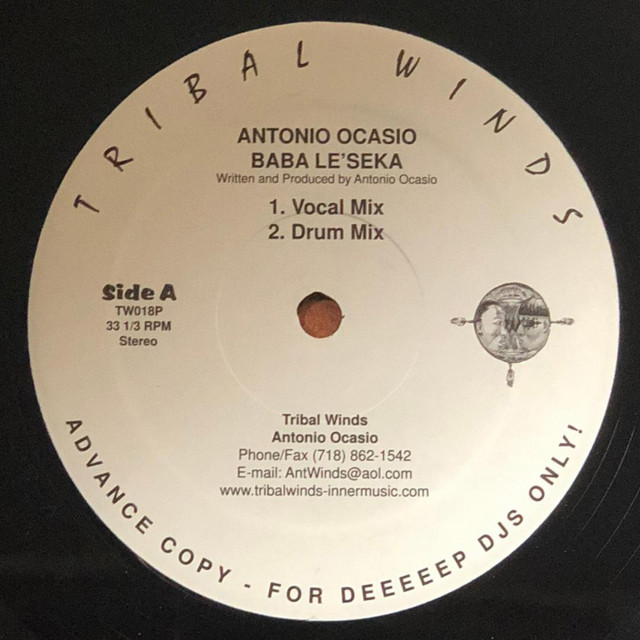 TRIBAL WINDS
ANTONIO OCASIO
BABA LE'SEKA
Written and Produced by Antonio Ocasio
1. Vocal Mix
2. Drum Mix
Side A
TW018P
33 1/3 RPM
Stereo
Tribal Winds
Antonio Ocasio
Phone/Fax (718) 862-1542
E-mail: AntWinds@aol.com
www.tribalwinds-innermusic.com
ADVANCE COPY - FOR DEEEEEP DJS ONLY!